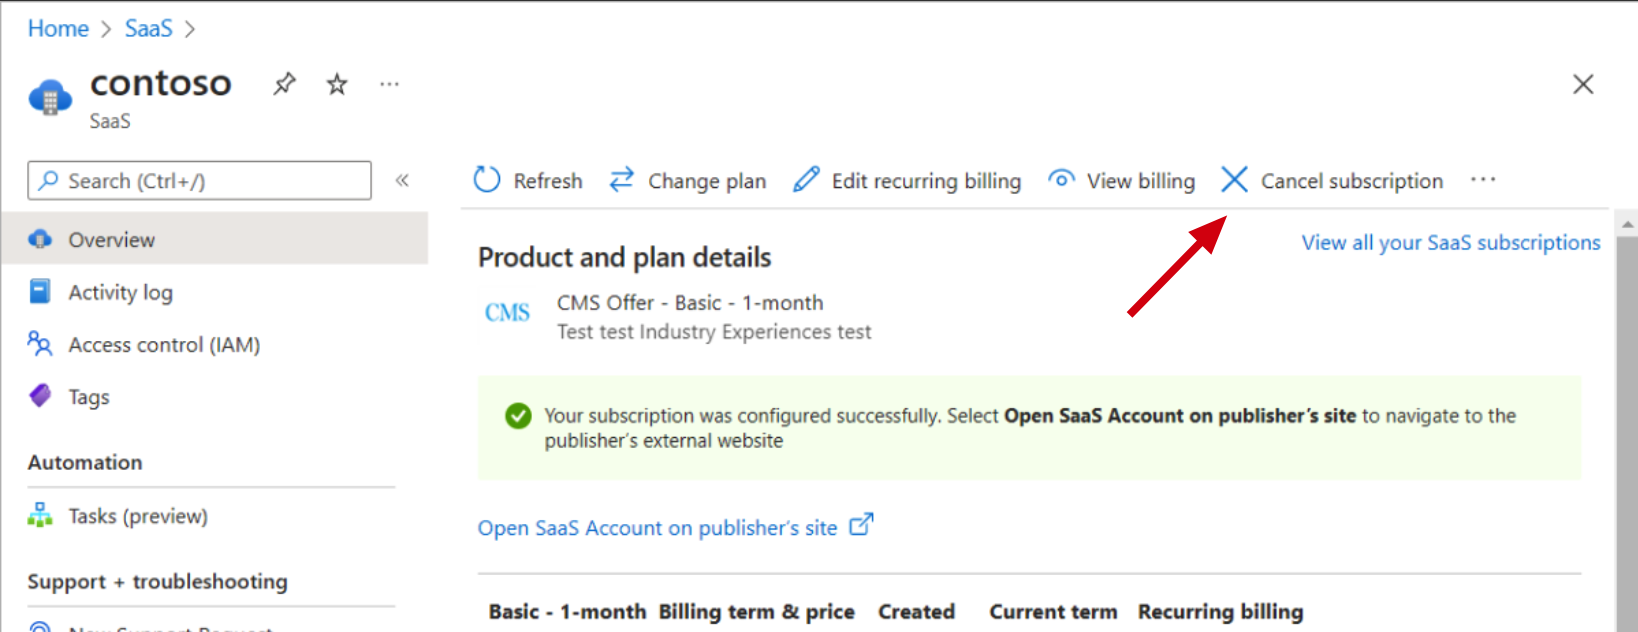 Home > SaaS >
contoso
SaaS
Search (Ctrl+/)
Overview
Activity log
Access control (IAM)
Tags
Automation
Tasks (preview)
Support + troubleshooting
New Support Request
Refresh Change plan Edit recurring billing View billing Cancel subscription ...
View all your SaaS subscriptions
Product and plan details
CMS
CMS Offer - Basic - 1-month
Test test Industry Experiences test
Your subscription was configured successfully. Select Open SaaS Account on publisher’s site to navigate to the
publisher’s external website
Open SaaS Account on publisher’s site
Basic - 1-month Billing term & price Created Current term Recurring billing